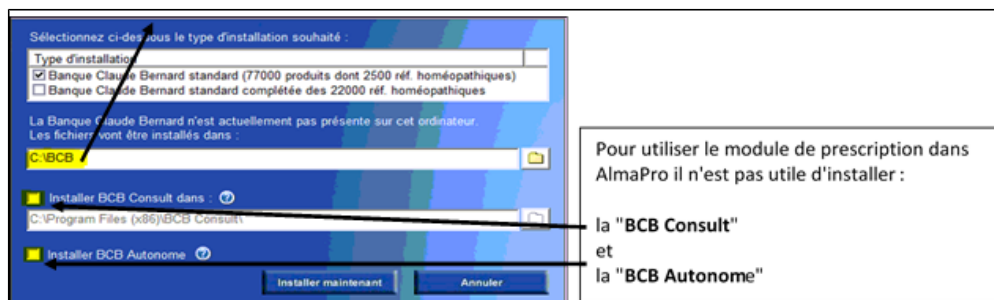 Sélectionnez ci-dessous le type d'installation souhaité :
Type d'installation
Banque Claude Bernard standard (77000 produits dont 2500 réf. homéopathiques)
Banque Claude Bernard standard complétée des 22000 réf. homéopathiques
La Banque Claude Bernard n'est actuellement pas présente sur cet ordinateur.
Les fichiers vont être installés dans :
C:\BCB
Installer BCB Consult dans : ?
C:\Program Files (x86)\BCB Consult\
Installer BCB Autonome ?
Installer maintenant
Annuler
Pour utiliser le module de prescription dans
AlmaPro il n'est pas utile d'installer :
la "BCB Consult"
et
la "BCB Autonome"